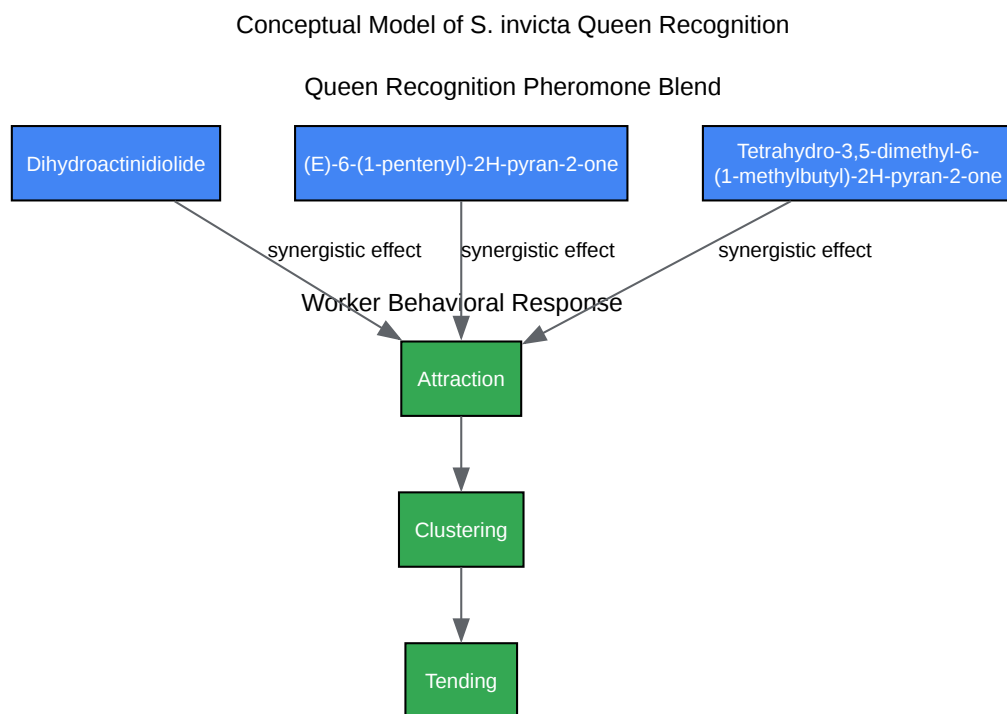 Conceptual Model of S. invicta Queen Recognition
Queen Recognition Pheromone Blend
Dihydroactinidiolide
(E)-6-(1-pentenyl)-2H-pyran-2-one
Tetrahydro-3,5-dimethyl-6-
(1-methylbutyl)-2H-pyran-2-one
synergistic effect
synergistic effect
synergistic effect
Worker Behavioral Response
Attraction
Clustering
Tending